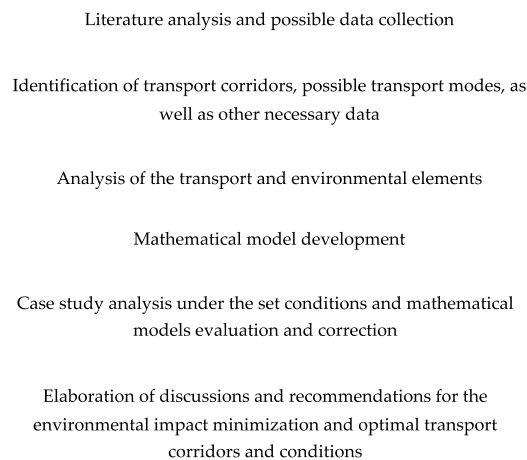 Literature analysis and possible data collection
Identification of transport corridors, possible transport modes, as
well as other necessary data
Analysis of the transport and environmental elements
Mathematical model development
Case study analysis under the set conditions and mathematical
models evaluation and correction
Elaboration of discussions and recommendations for the
environmental impact minimization and optimal transport
corridors and conditions